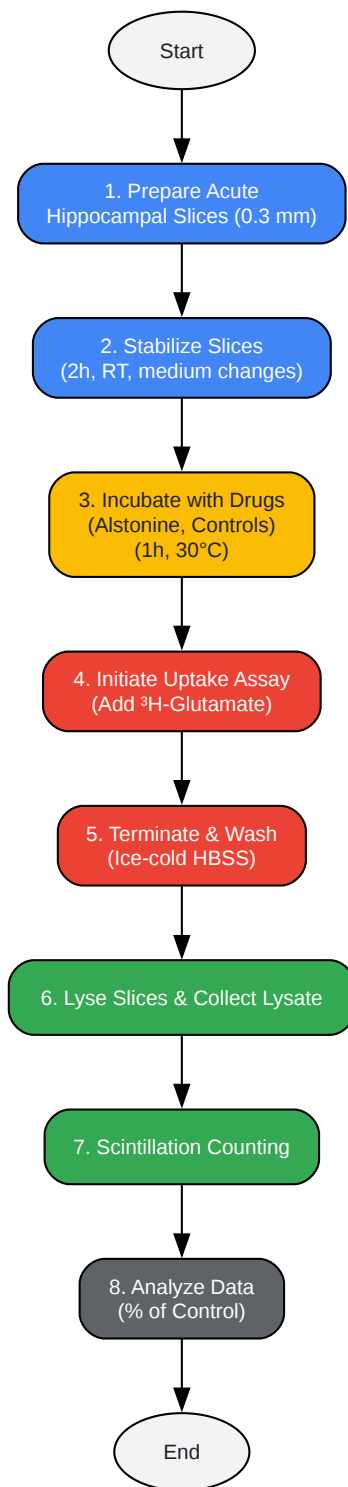 Start
1. Prepare Acute
Hippocampal Slices (0.3 mm)
2. Stabilize Slices
(2h, RT, medium changes)
3. Incubate with Drugs
(Alstonine, Controls)
(1h, 30°C)
4. Initiate Uptake Assay
(Add ³H-Glutamate)
5. Terminate & Wash
(Ice-cold HBSS)
6. Lyse Slices & Collect Lysate
7. Scintillation Counting
8. Analyze Data
(% of Control)
End